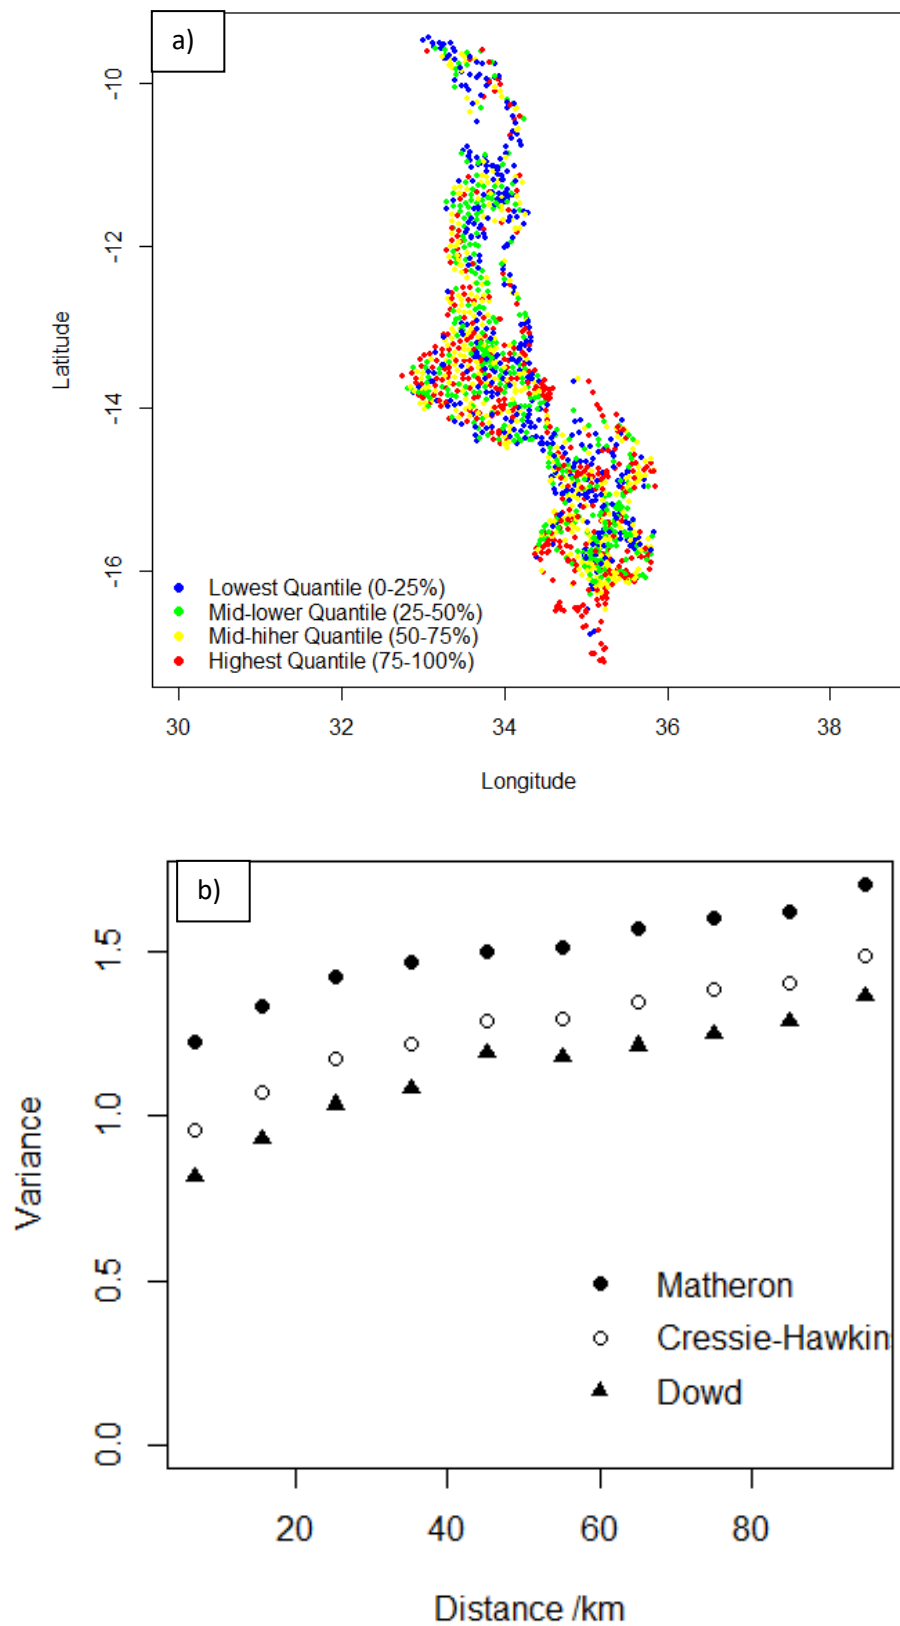 a)
-10
-12
-14
-16
Latitude
Lowest Quantile (0-25%)
Mid-lower Quantile (25-50%)
Mid-hiher Quantile (50-75%)
Highest Quantile (75-100%)
30 32 34 36 38
Longitude
b)
1.5
1.0
0.5
0.0
Variance
Matheron
Cressie-Hawkin
Dowd
20 40 60 80
Distance /km